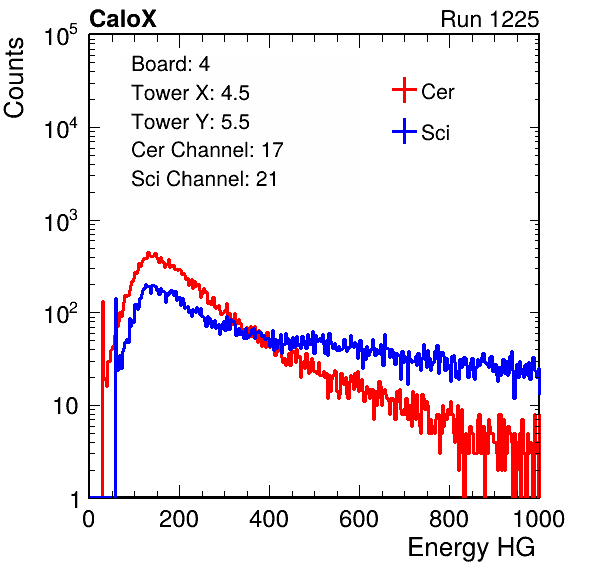 CaloX Run 1225
Counts
Board: 4
Tower X: 4.5
Tower Y: 5.5
Cer Channel: 17
Sci Channel: 21
Cer
Sci
10^5
10^4
10^3
10^2
10
1
0 200 400 600 800 1000
Energy HG